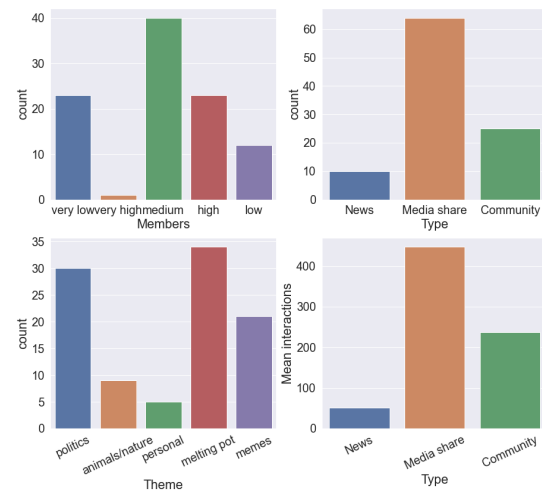 40
30
20
10
0
count
very low very high medium high low
Members
60
50
40
30
20
10
0
count
News Media share Community
Type
35
30
25
20
15
10
5
0
count
politics animals/nature personal melting pot memes
Theme
400
300
200
100
0
Mean interactions
News Media share Community
Type